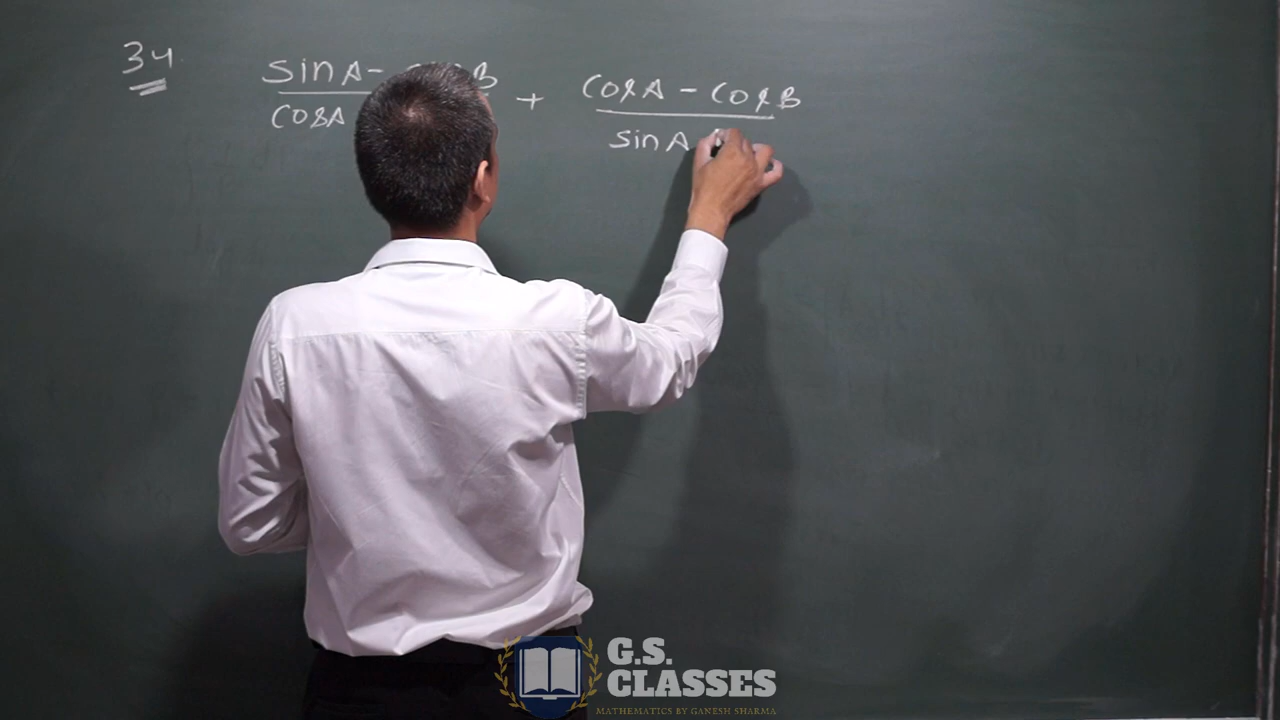 34.
sinA - B + cosA - cosB
cosA sinA
G.S.
CLASSES
MATHEMATICS BY GANESH SHARMA